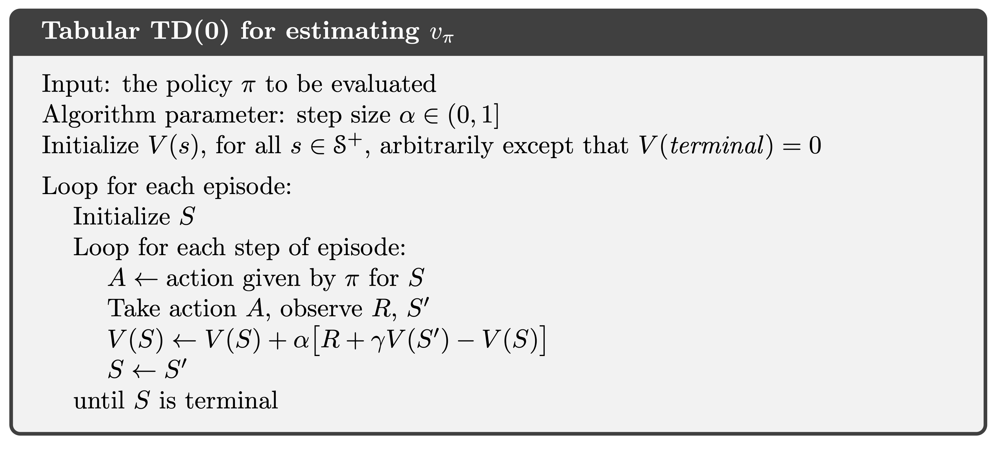 Tabular TD(0) for estimating $v_\pi$
Input: the policy $\pi$ to be evaluated
Algorithm parameter: step size $\alpha \in (0, 1]$
Initialize $V(s)$, for all $s \in \mathcal{S}^+$, arbitrarily except that $V(terminal) = 0$
Loop for each episode:
Initialize $S$
Loop for each step of episode:
$A \leftarrow$ action given by $\pi$ for $S$
Take action $A$, observe $R$, $S'$
$V(S) \leftarrow V(S) + \alpha [R + \gamma V(S') - V(S)]$
$S \leftarrow S'$
until $S$ is terminal